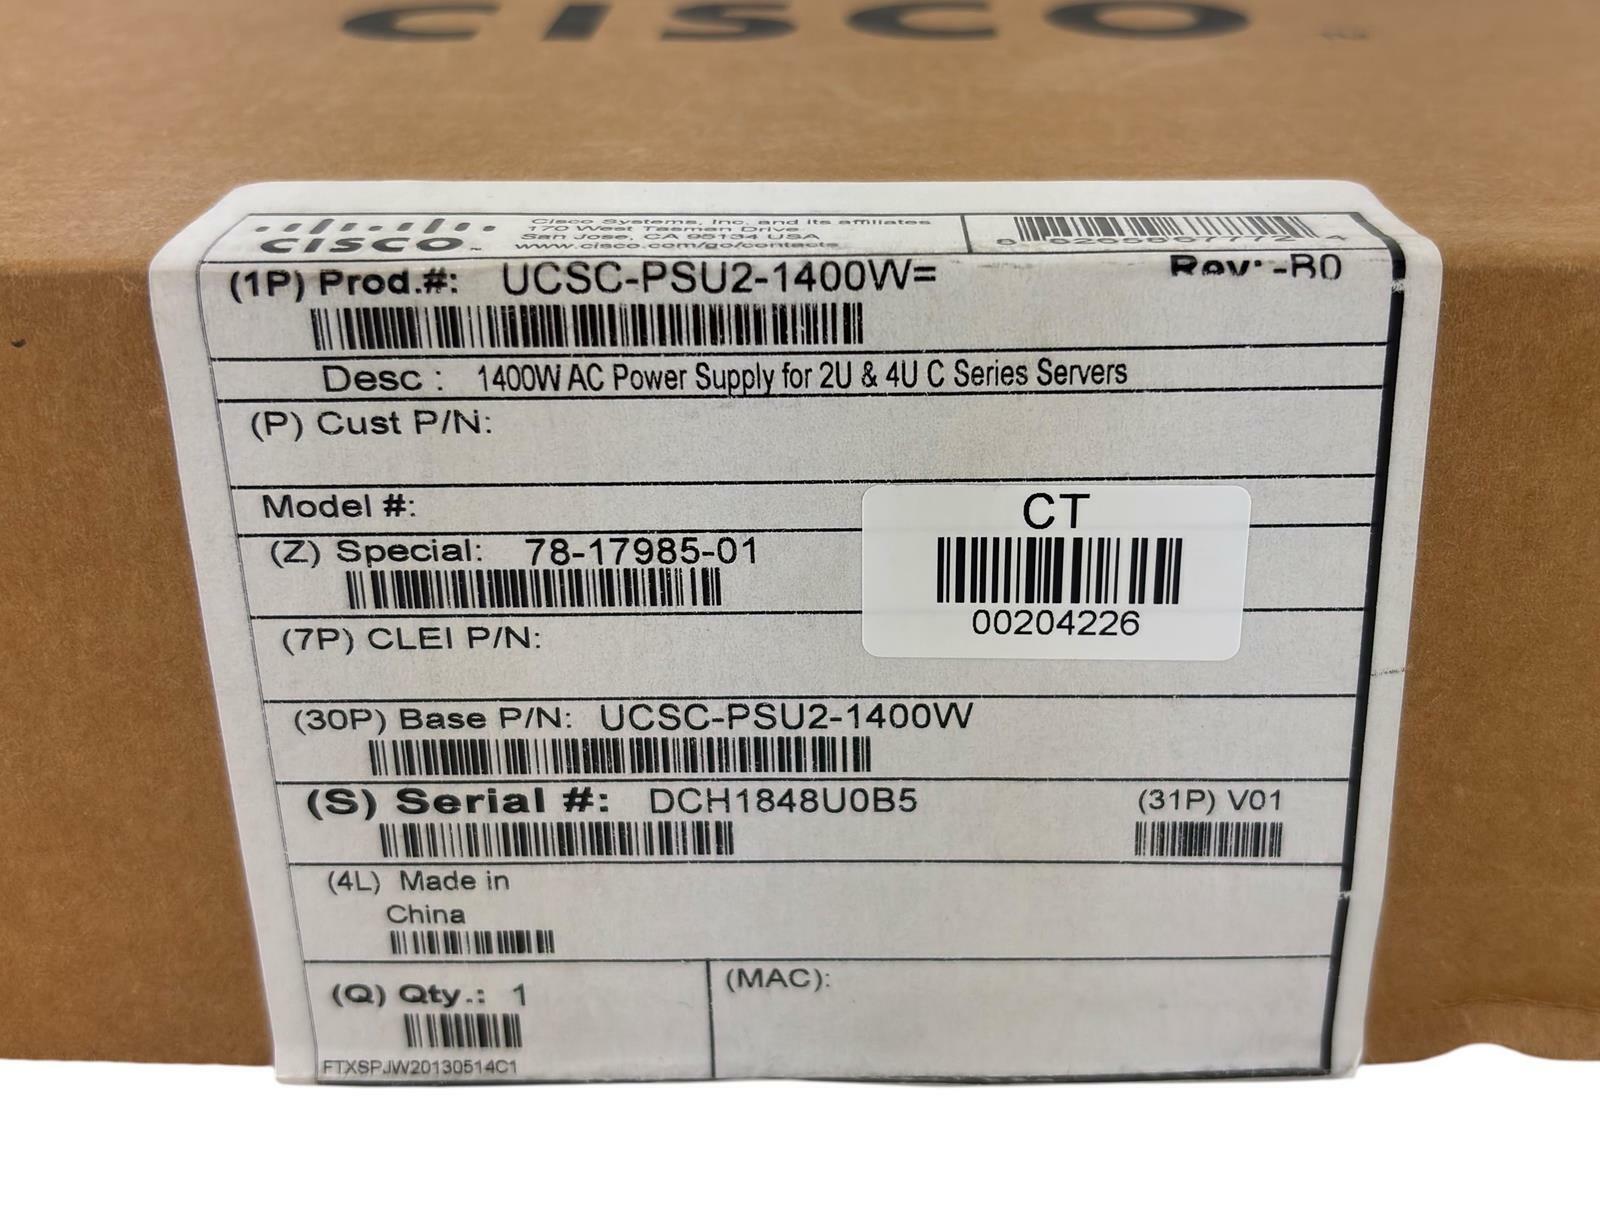 CISCO
CISCO™
Cisco Systems, Inc. and its affiliates
170 West Tasman Drive
San Jose, CA 95134 USA
www.cisco.com/go/contacts
(1P) Prod.#: UCSC-PSU2-1400W=
Rev: -B0
Desc : 1400W AC Power Supply for 2U & 4U C Series Servers
(P) Cust P/N:
Model #:
(Z) Special: 78-17985-01
CT
00204226
(7P) CLEI P/N:
(30P) Base P/N: UCSC-PSU2-1400W
(S) Serial #: DCH1848U0B5
(31P) V01
(4L) Made in
China
(Q) Qty.: 1
(MAC):
FTXSPJW20130514C1